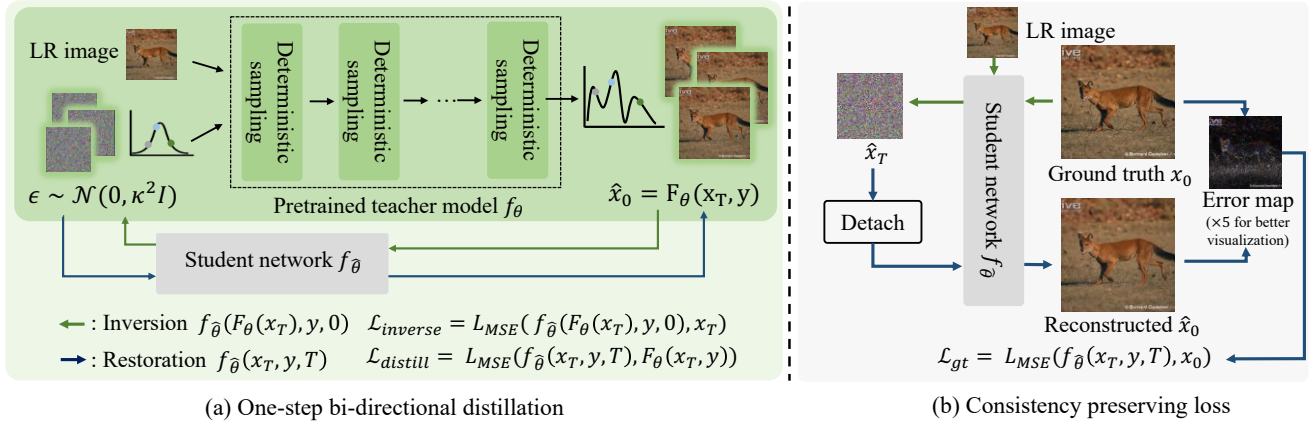 LR image
Deterministic
sampling
Deterministic
sampling
......
Deterministic
sampling
ϵ ~ 𝒩(0, κ²I)
Pretrained teacher model f_θ
x̂₀ = F_θ(x_T, y)
Student network f_θ̂
: Inversion f_θ̂(F_θ(x_T), y, 0) ℒ_inverse = L_MSE( f_θ̂(F_θ(x_T), y, 0), x_T)
: Restoration f_θ̂(x_T, y, T) ℒ_distill = L_MSE(f_θ̂(x_T, y, T), F_θ(x_T, y))
(a) One-step bi-directional distillation
LR image
x̂_T
Detach
Student network f_θ̂
Ground truth x₀
Error map
(×5 for better
visualization)
Reconstructed x̂₀
ℒ_gt = L_MSE(f_θ̂(x_T, y, T), x₀)
(b) Consistency preserving loss